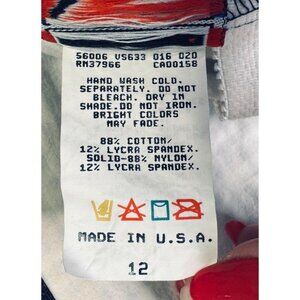 56006 VS633 016 020
RN37966 CA00158
HAND WASH COLD.
SEPARATELY. DO NOT
BLEACH. DRY IN
SHADE.DO NOT IRON.
BRIGHT COLORS
MAY FADE.
88% COTTON/
12% LYCRA SPANDEX.
SOLID-88% NYLON/
12% LYCRA SPANDEX.
MADE IN U.S.A.
12